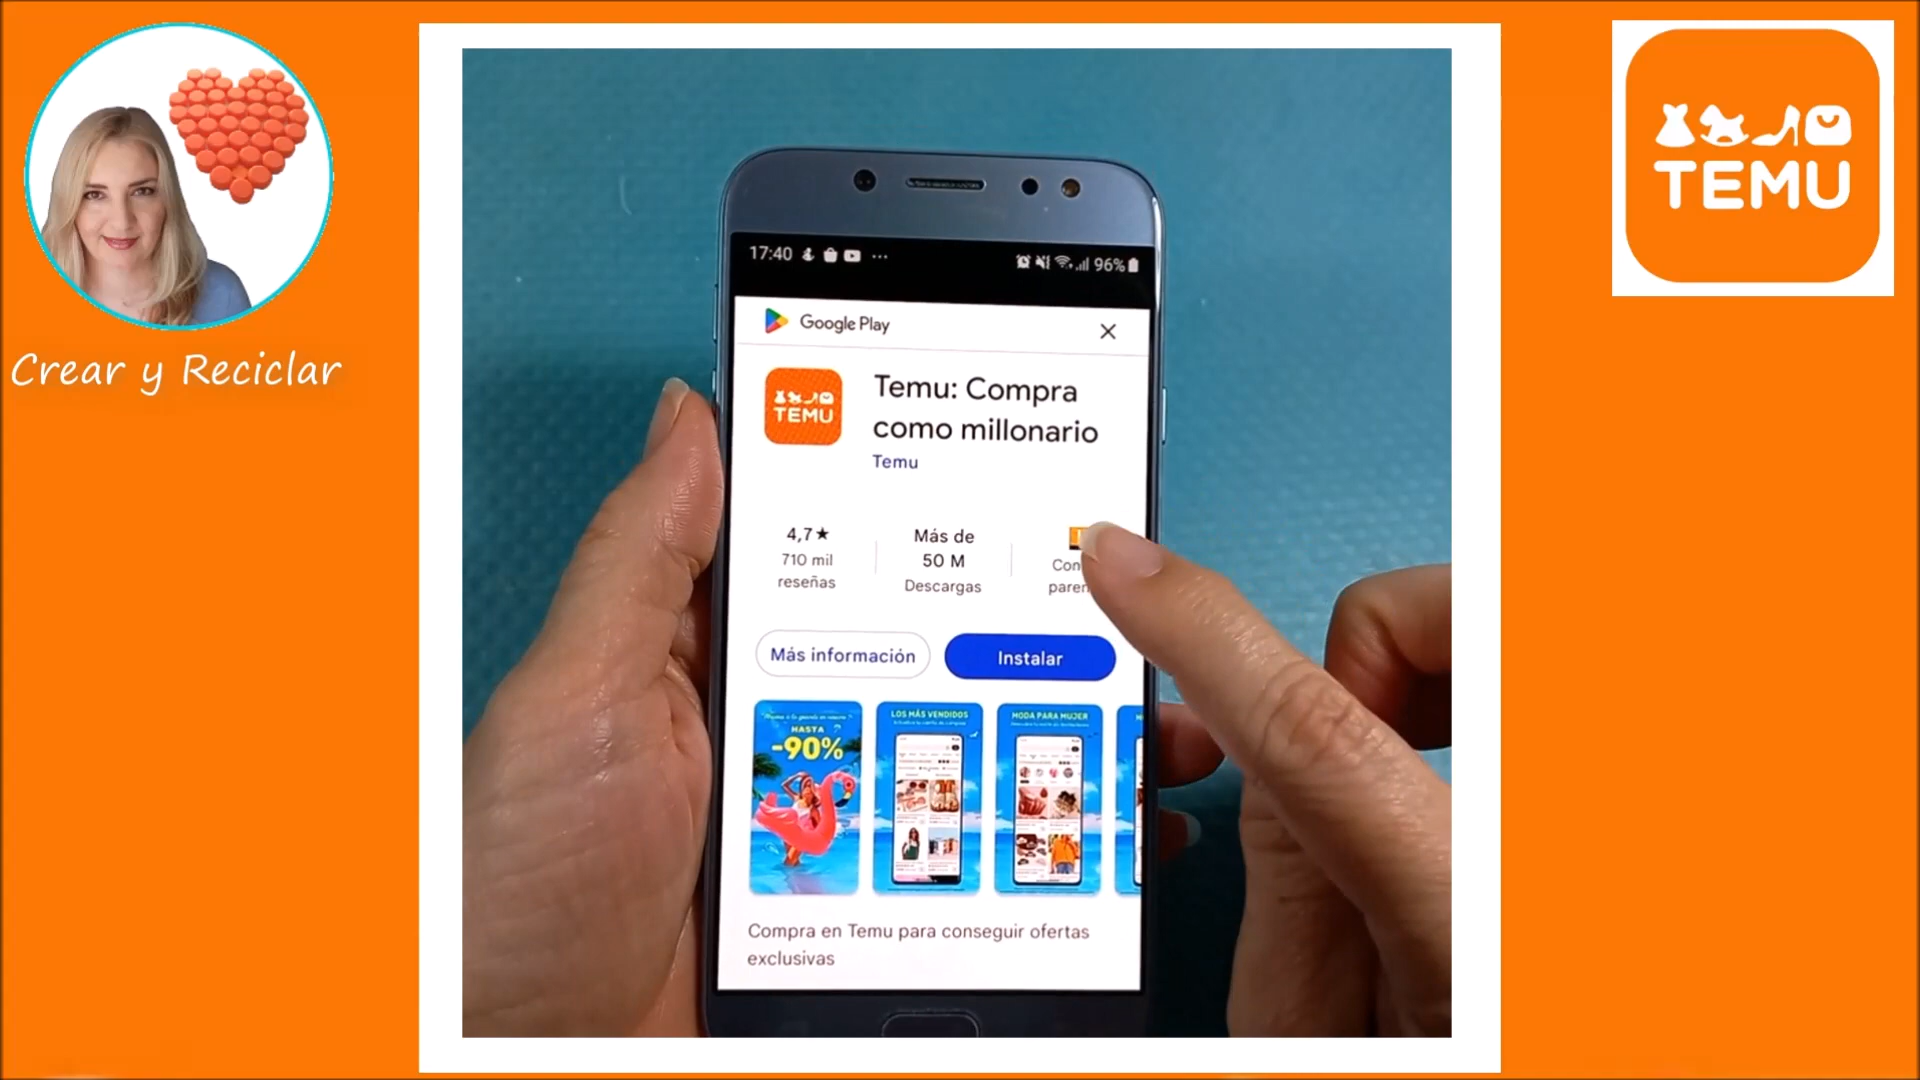 Crear y Reciclar
TEMU
17:40
96%
Google Play
TEMU
Temu: Compra
como millonario
Temu
4,7★
710 mil
reseñas
Más de
50 M
Descargas
Más información
Instalar
HASTA
-90%
LOS MÁS VENDIDOS
MODA PARA MUJER
Compra en Temu para conseguir ofertas
exclusivas